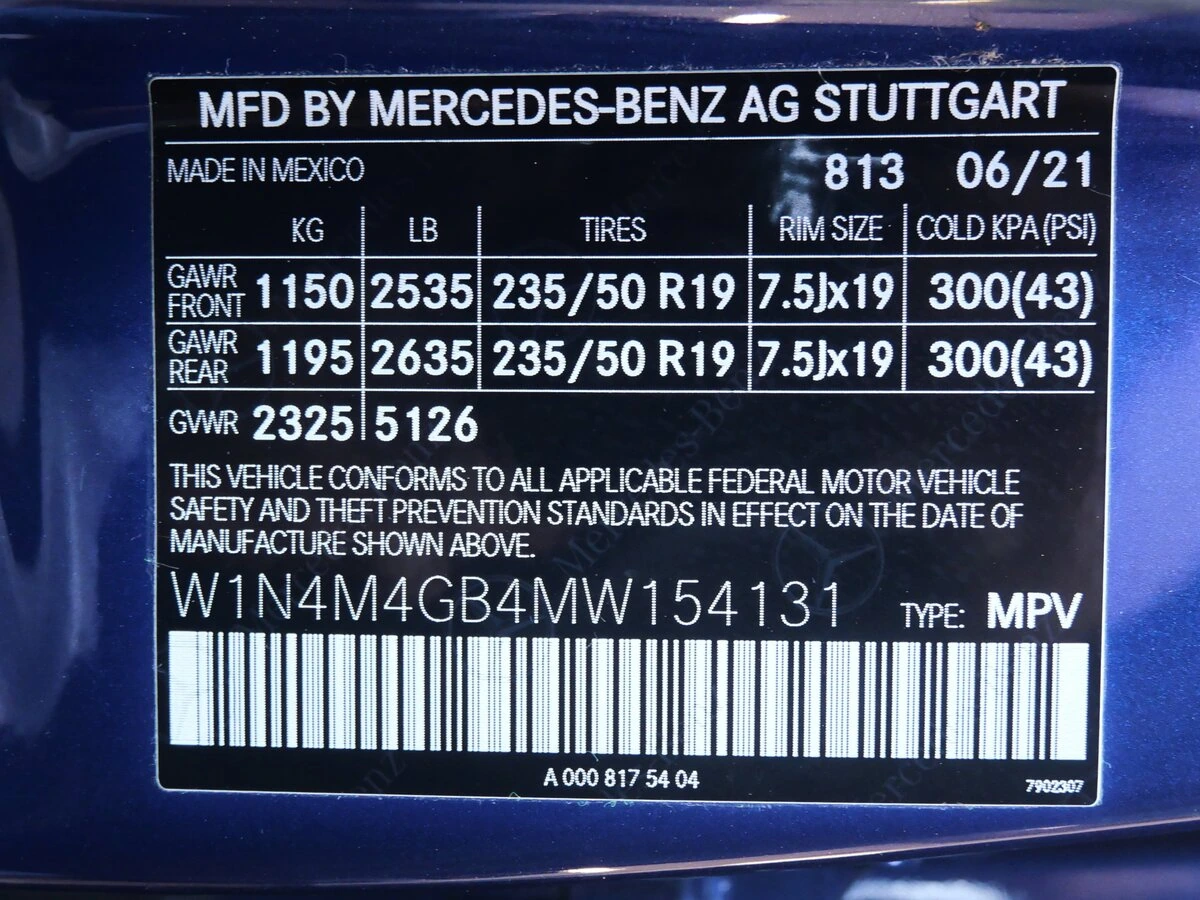 MFD BY MERCEDES-BENZ AG STUTTGART
MADE IN MEXICO 813 06/21
KG LB TIRES RIM SIZE COLD KPA (PSI)
GAWR FRONT 1150 2535 235/50 R19 7.5Jx19 300(43)
GAWR REAR 1195 2635 235/50 R19 7.5Jx19 300(43)
GVWR 2325 5126
THIS VEHICLE CONFORMS TO ALL APPLICABLE FEDERAL MOTOR VEHICLE
SAFETY AND THEFT PREVENTION STANDARDS IN EFFECT ON THE DATE OF
MANUFACTURE SHOWN ABOVE.
W1N4M4GB4MW154131 TYPE: MPV
A 000 817 54 04 7902307